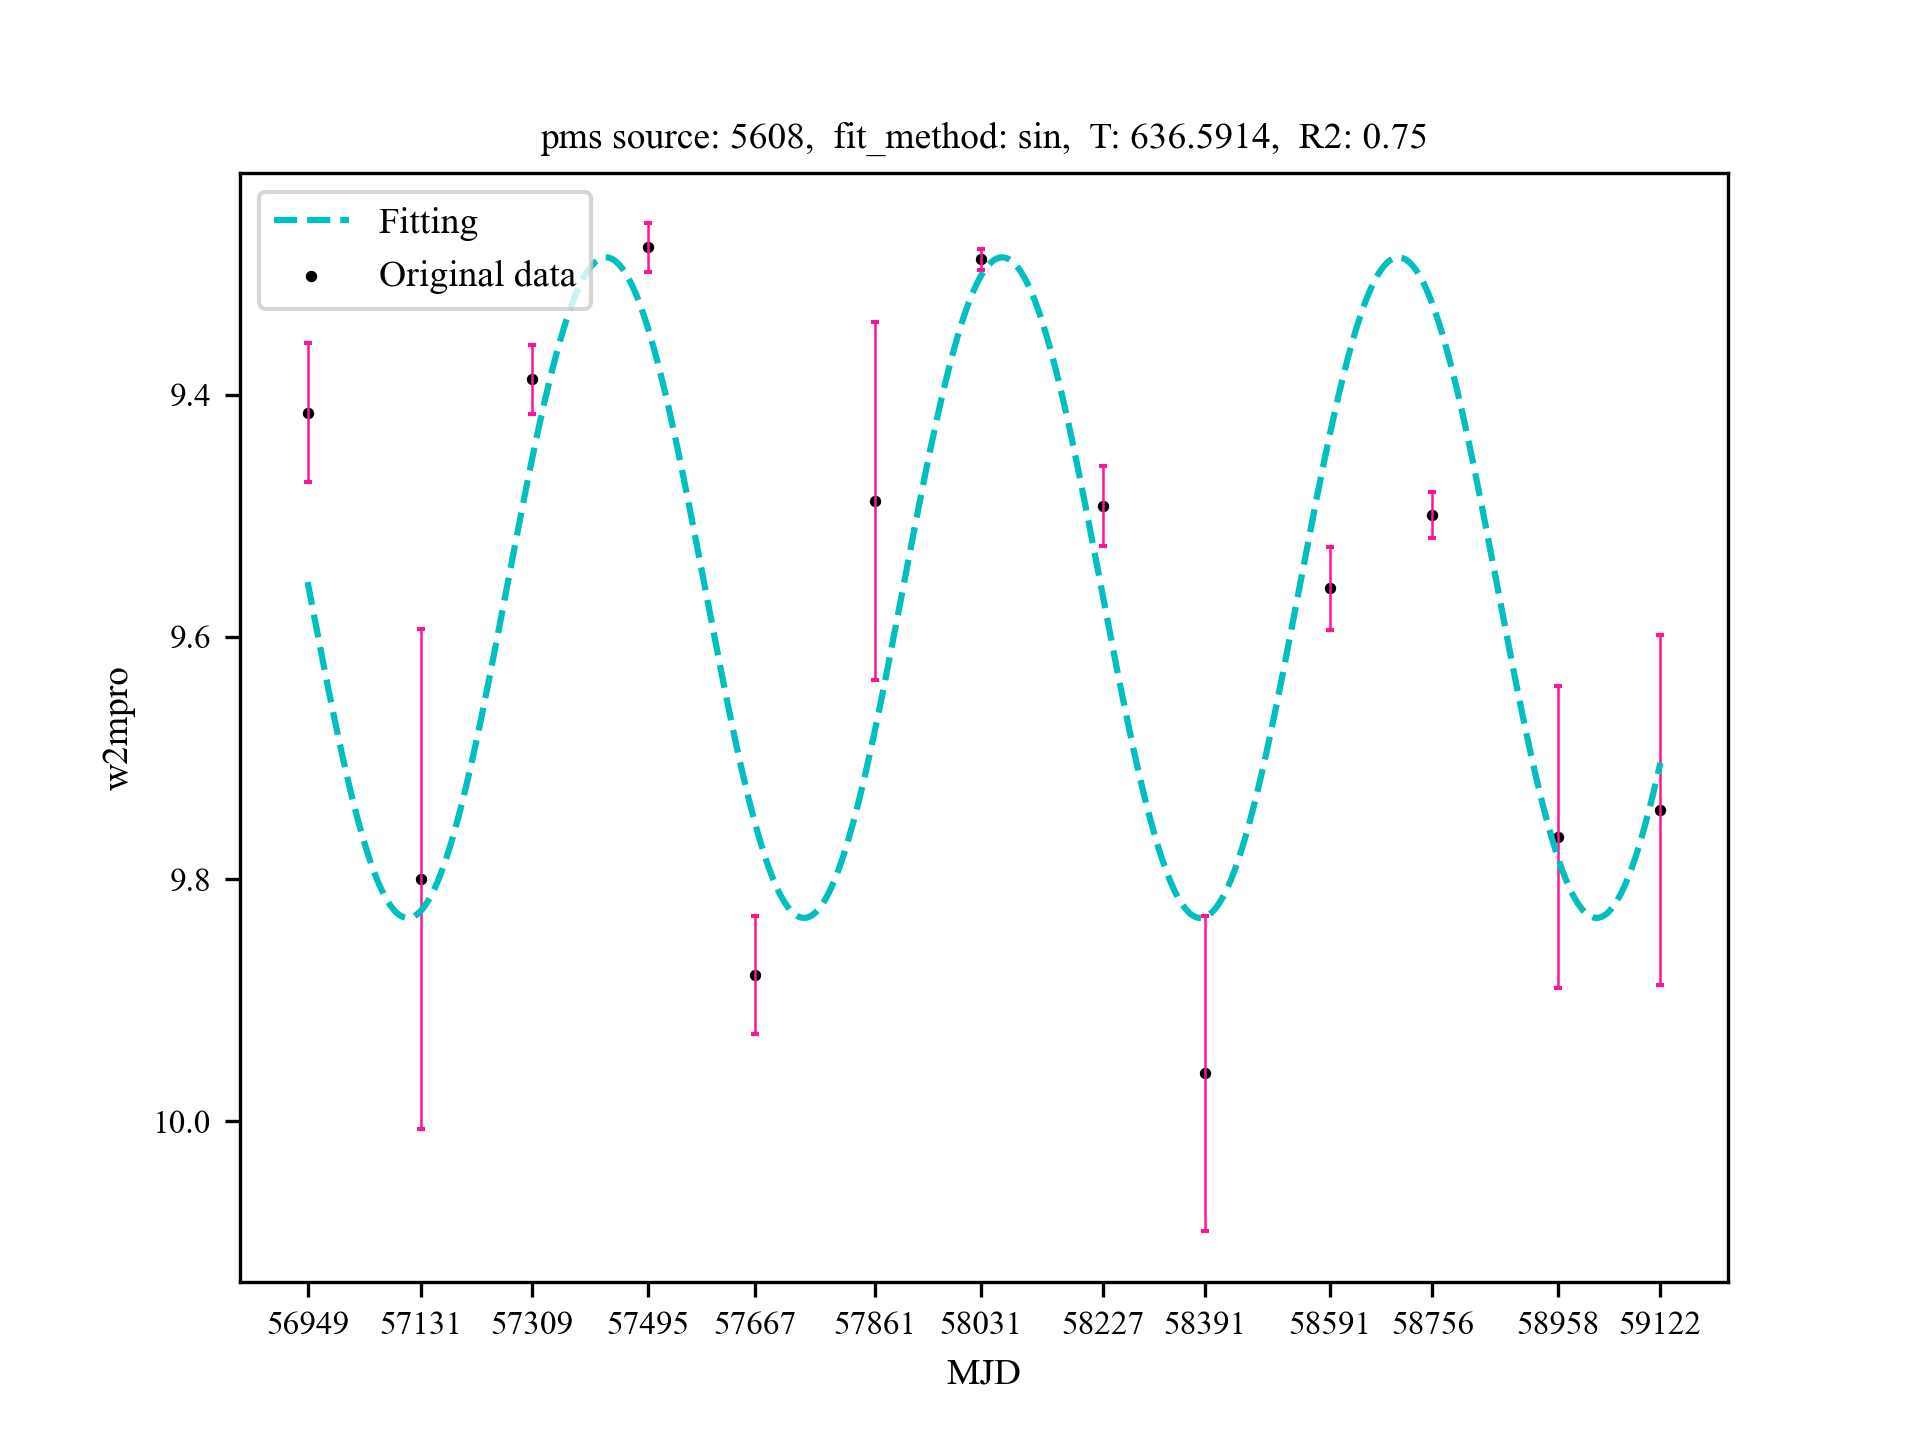 pms source: 5608, fit_method: sin, T: 636.5914, R2: 0.75
Fitting
Original data
9.4
9.6
9.8
10.0
w2mpro
56949 57131 57309 57495 57667 57861 58031 58227 58391 58591 58756 58958 59122
MJD